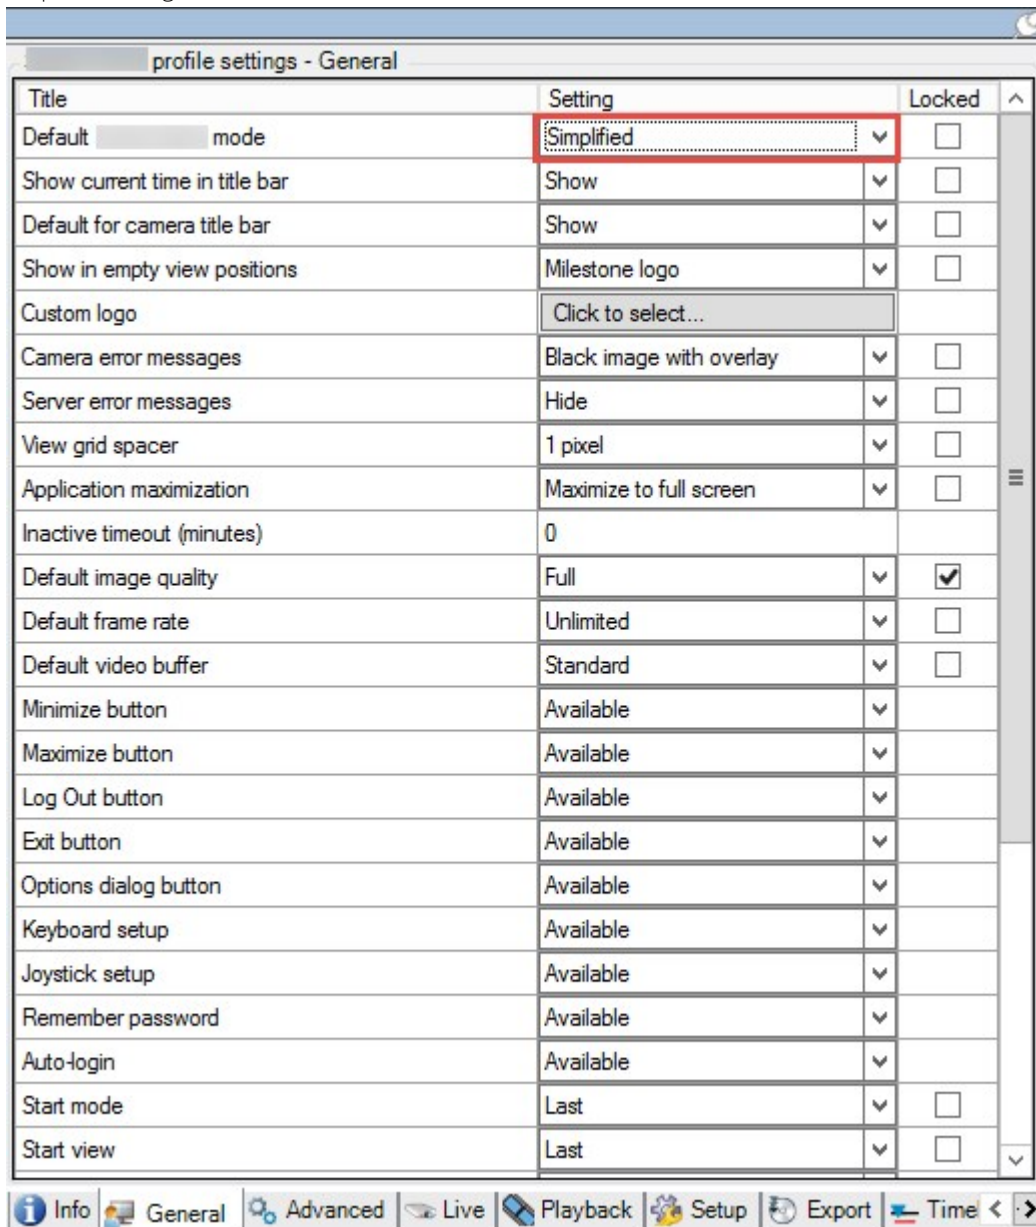 profile settings - General
Title Setting Locked
Default mode Simplified
Show current time in title bar Show
Default for camera title bar Show
Show in empty view positions Milestone logo
Custom logo Click to select...
Camera error messages Black image with overlay
Server error messages Hide
View grid spacer 1 pixel
Application maximization Maximize to full screen
Inactive timeout (minutes) 0
Default image quality Full
Default frame rate Unlimited
Default video buffer Standard
Minimize button Available
Maximize button Available
Log Out button Available
Exit button Available
Options dialog button Available
Keyboard setup Available
Joystick setup Available
Remember password Available
Auto-login Available
Start mode Last
Start view Last
Info General Advanced Live Playback Setup Export Timel